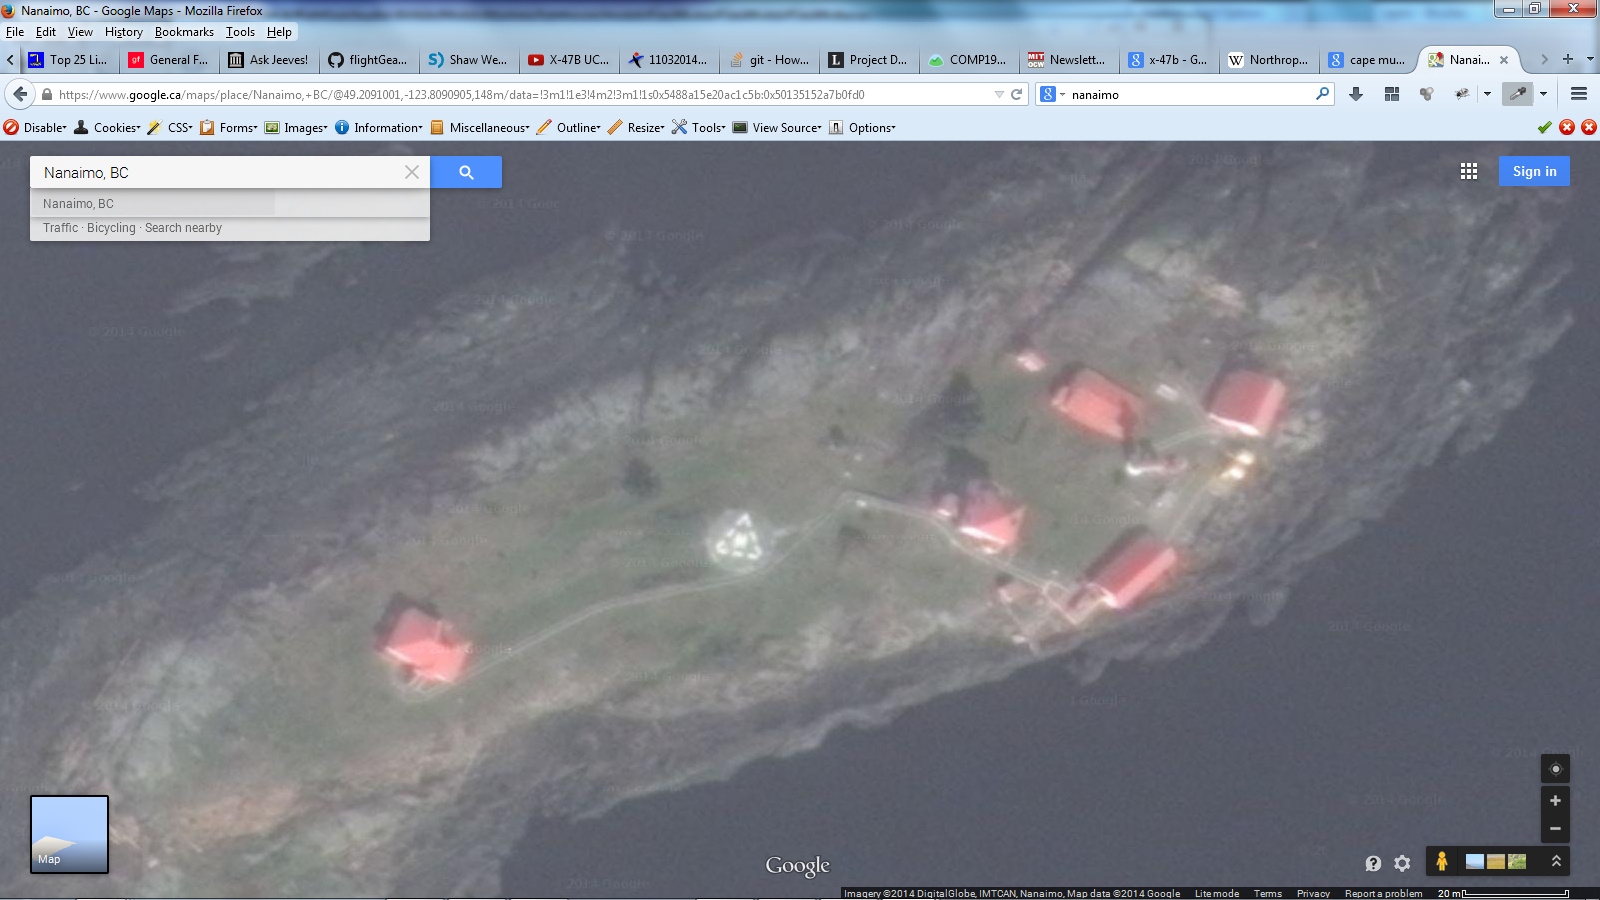 Nanaimo, BC - Google Maps - Mozilla Firefox
File Edit View History Bookmarks Tools Help
Top 25 Li... General F... Ask Jeeves! flightGea... Shaw We... X-47B UC... 11032014... git - How... Project D... COMP19... Newslett... x-47b - G... Northrop... cape mu... Nanai...
https://www.google.ca/maps/place/Nanaimo,+BC/@49.2091001,-123.8090905,148m/data=!3m1!1e3!4m2!3m1!1s0x5488a15e20ac1c5b:0x50135152a7b0fd0 nanaimo
Disable Cookies CSS Forms Images Information Miscellaneous Outline Resize Tools View Source Options
Nanaimo, BC
Sign in
Nanaimo, BC
Traffic · Bicycling · Search nearby
Map
Google
Imagery ©2014 DigitalGlobe, IMTCAN, Nanaimo, Map data ©2014 Google Lite mode Terms Privacy Report a problem 20 m